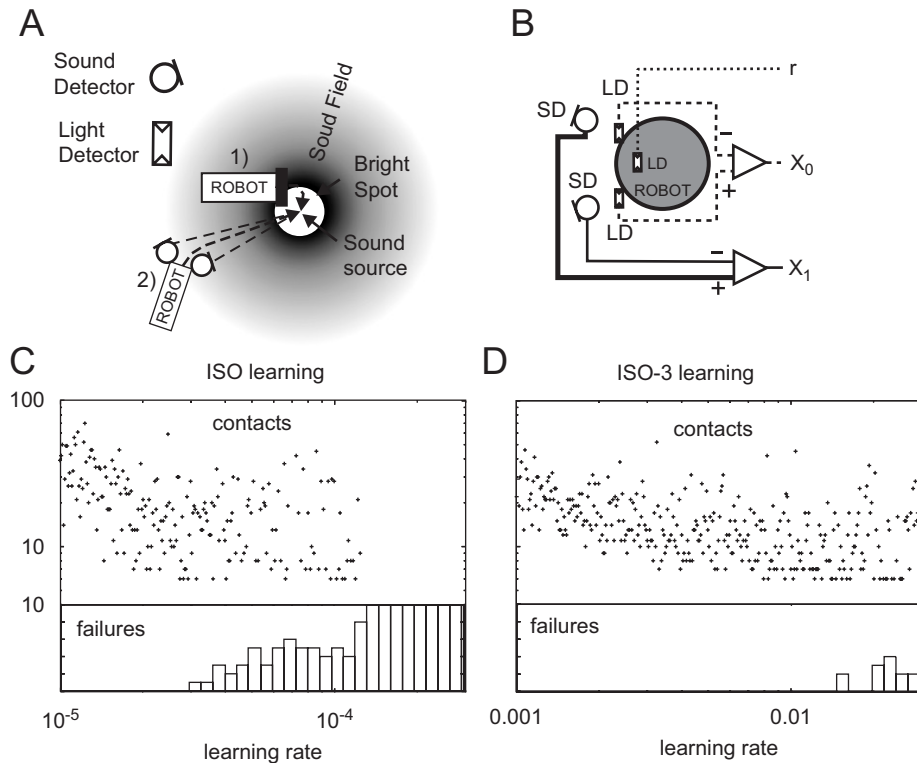 A
Sound
Detector
Light
Detector
Soud Field
1)
ROBOT
Bright
Spot
Sound
source
2)
ROBOT
B
r
LD
SD
LD
ROBOT
SD
LD
−
+
X0
−
+
X1
C
ISO learning
100
contacts
10
10
failures
10-5
10-4
learning rate
D
ISO-3 learning
contacts
failures
0.001
0.01
learning rate